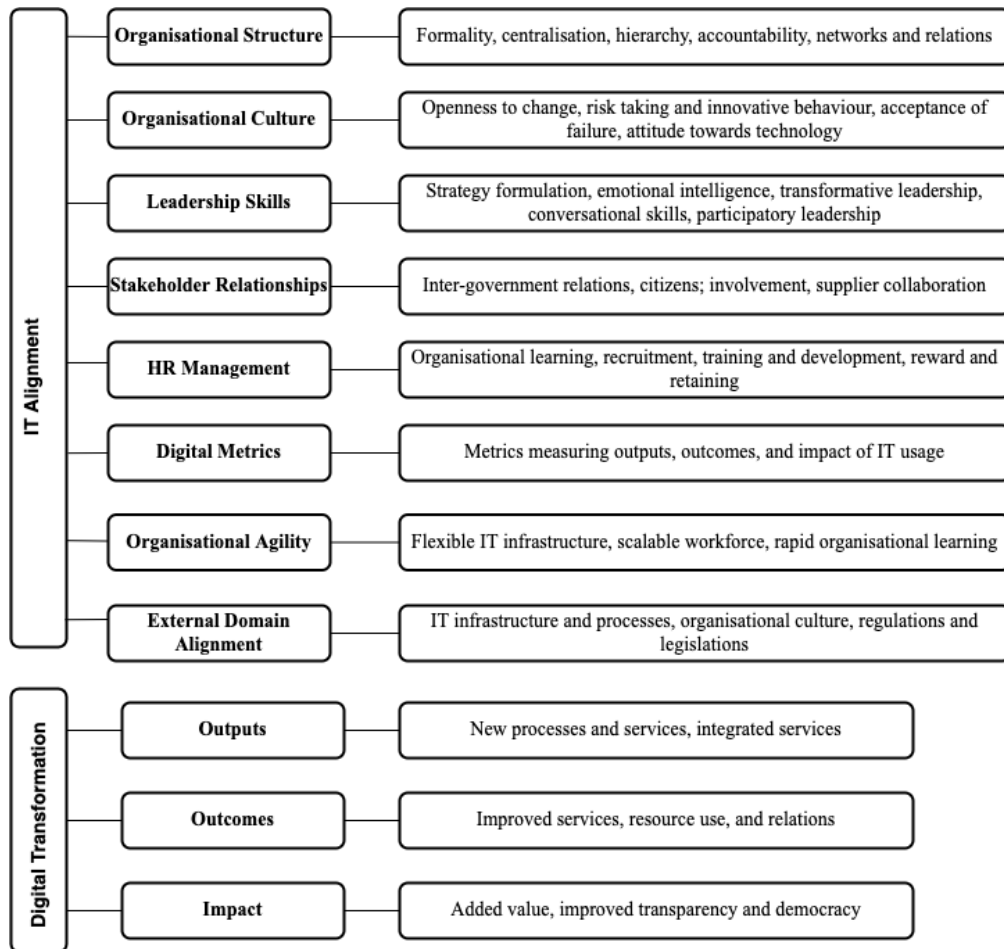 IT Alignment
Organisational Structure
Formality, centralisation, hierarchy, accountability, networks and relations
Organisational Culture
Openness to change, risk taking and innovative behaviour, acceptance of
failure, attitude towards technology
Leadership Skills
Strategy formulation, emotional intelligence, transformative leadership,
conversational skills, participatory leadership
Stakeholder Relationships
Inter-government relations, citizens; involvement, supplier collaboration
HR Management
Organisational learning, recruitment, training and development, reward and
retaining
Digital Metrics
Metrics measuring outputs, outcomes, and impact of IT usage
Organisational Agility
Flexible IT infrastructure, scalable workforce, rapid organisational learning
External Domain
Alignment
IT infrastructure and processes, organisational culture, regulations and
legislations
Digital Transformation
Outputs
New processes and services, integrated services
Outcomes
Improved services, resource use, and relations
Impact
Added value, improved transparency and democracy